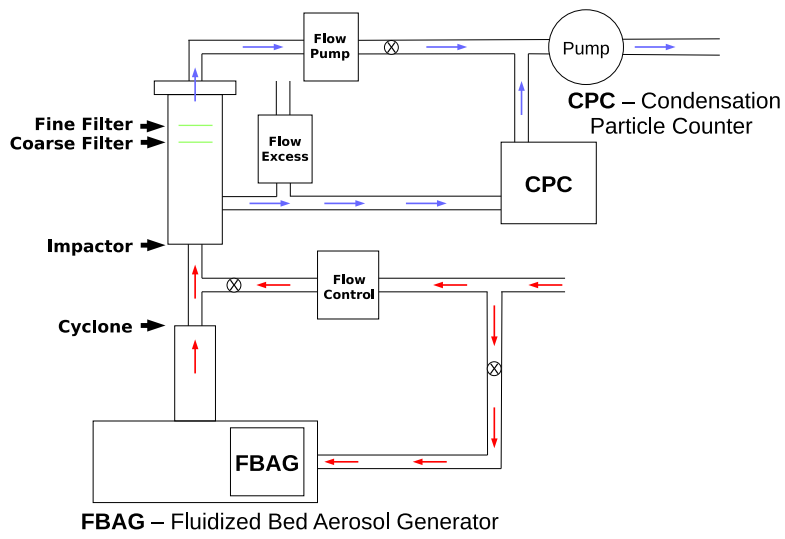 Flow
Pump
Pump
CPC – Condensation
Particle Counter
Fine Filter
Coarse Filter
Flow
Excess
CPC
Impactor
Flow
Control
Cyclone
FBAG
FBAG – Fluidized Bed Aerosol Generator